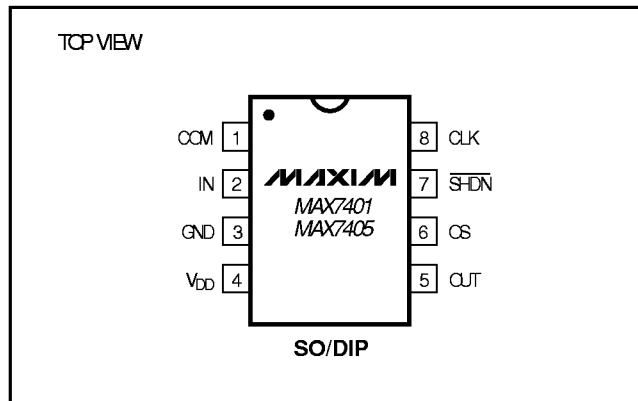 TOP VIEW
COM 1
8 CLK
IN 2
MAXIM
7 SHDN
MAX7401
GND 3
MAX7405
6 OS
VDD 4
5 OUT
SO/DIP